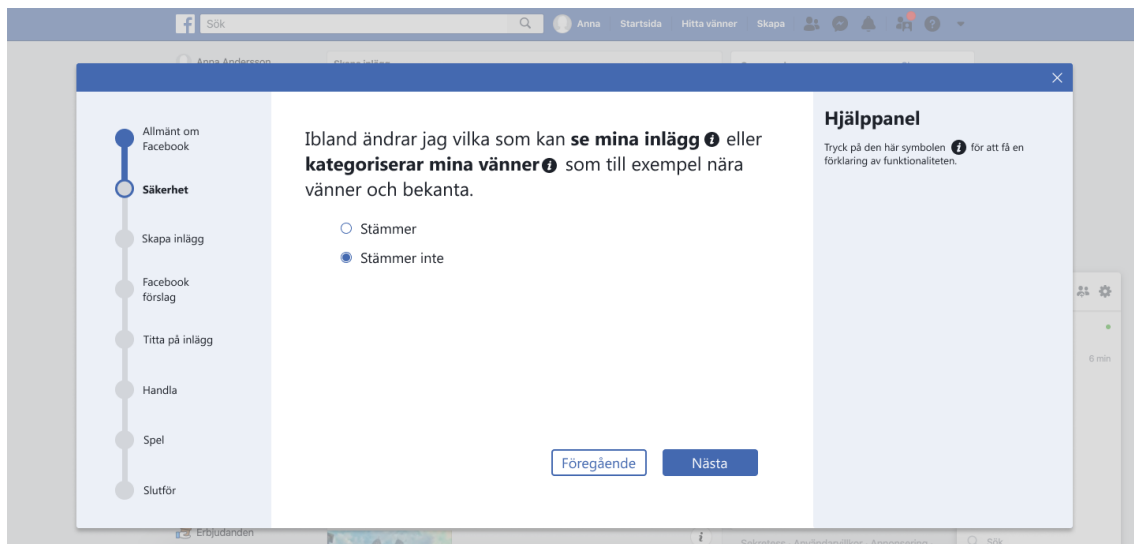 Sök
Anna
Startsida
Hitta vänner
Skapa
Anna Andersson
Allmänt om
Facebook
Säkerhet
Skapa inlägg
Facebook
förslag
Titta på inlägg
Handla
Spel
Slutför
Ibland ändrar jag vilka som kan se mina inlägg i eller
kategoriserar mina vänner i som till exempel nära
vänner och bekanta.
Stämmer
Stämmer inte
Föregående
Nästa
Hjälppanel
Tryck på den här symbolen i för att få en
förklaring av funktionaliteten.
6 min
Erbjudanden
i
Sekretess · Användarvillkor · Annonsering ·
Sök